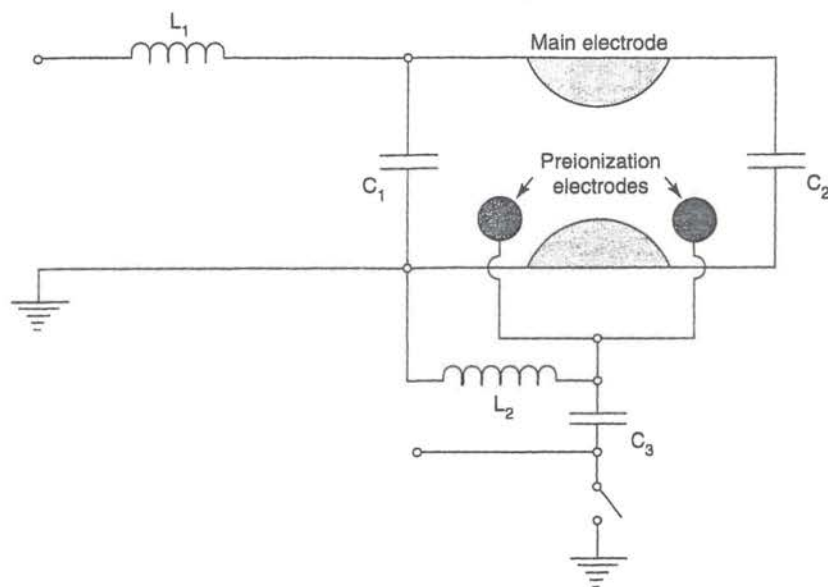 L1
Main electrode
C1
Preionization
electrodes
C2
L2
C3